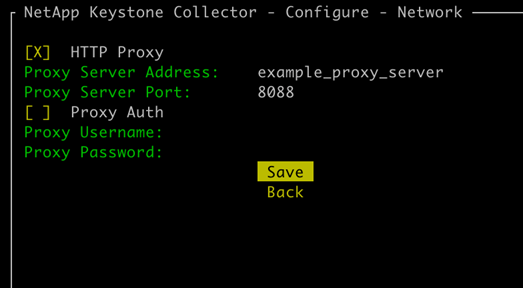 NetApp Keystone Collector - Configure - Network
[X] HTTP Proxy
Proxy Server Address: example_proxy_server
Proxy Server Port: 8088
[ ] Proxy Auth
Proxy Username:
Proxy Password:
Save
Back